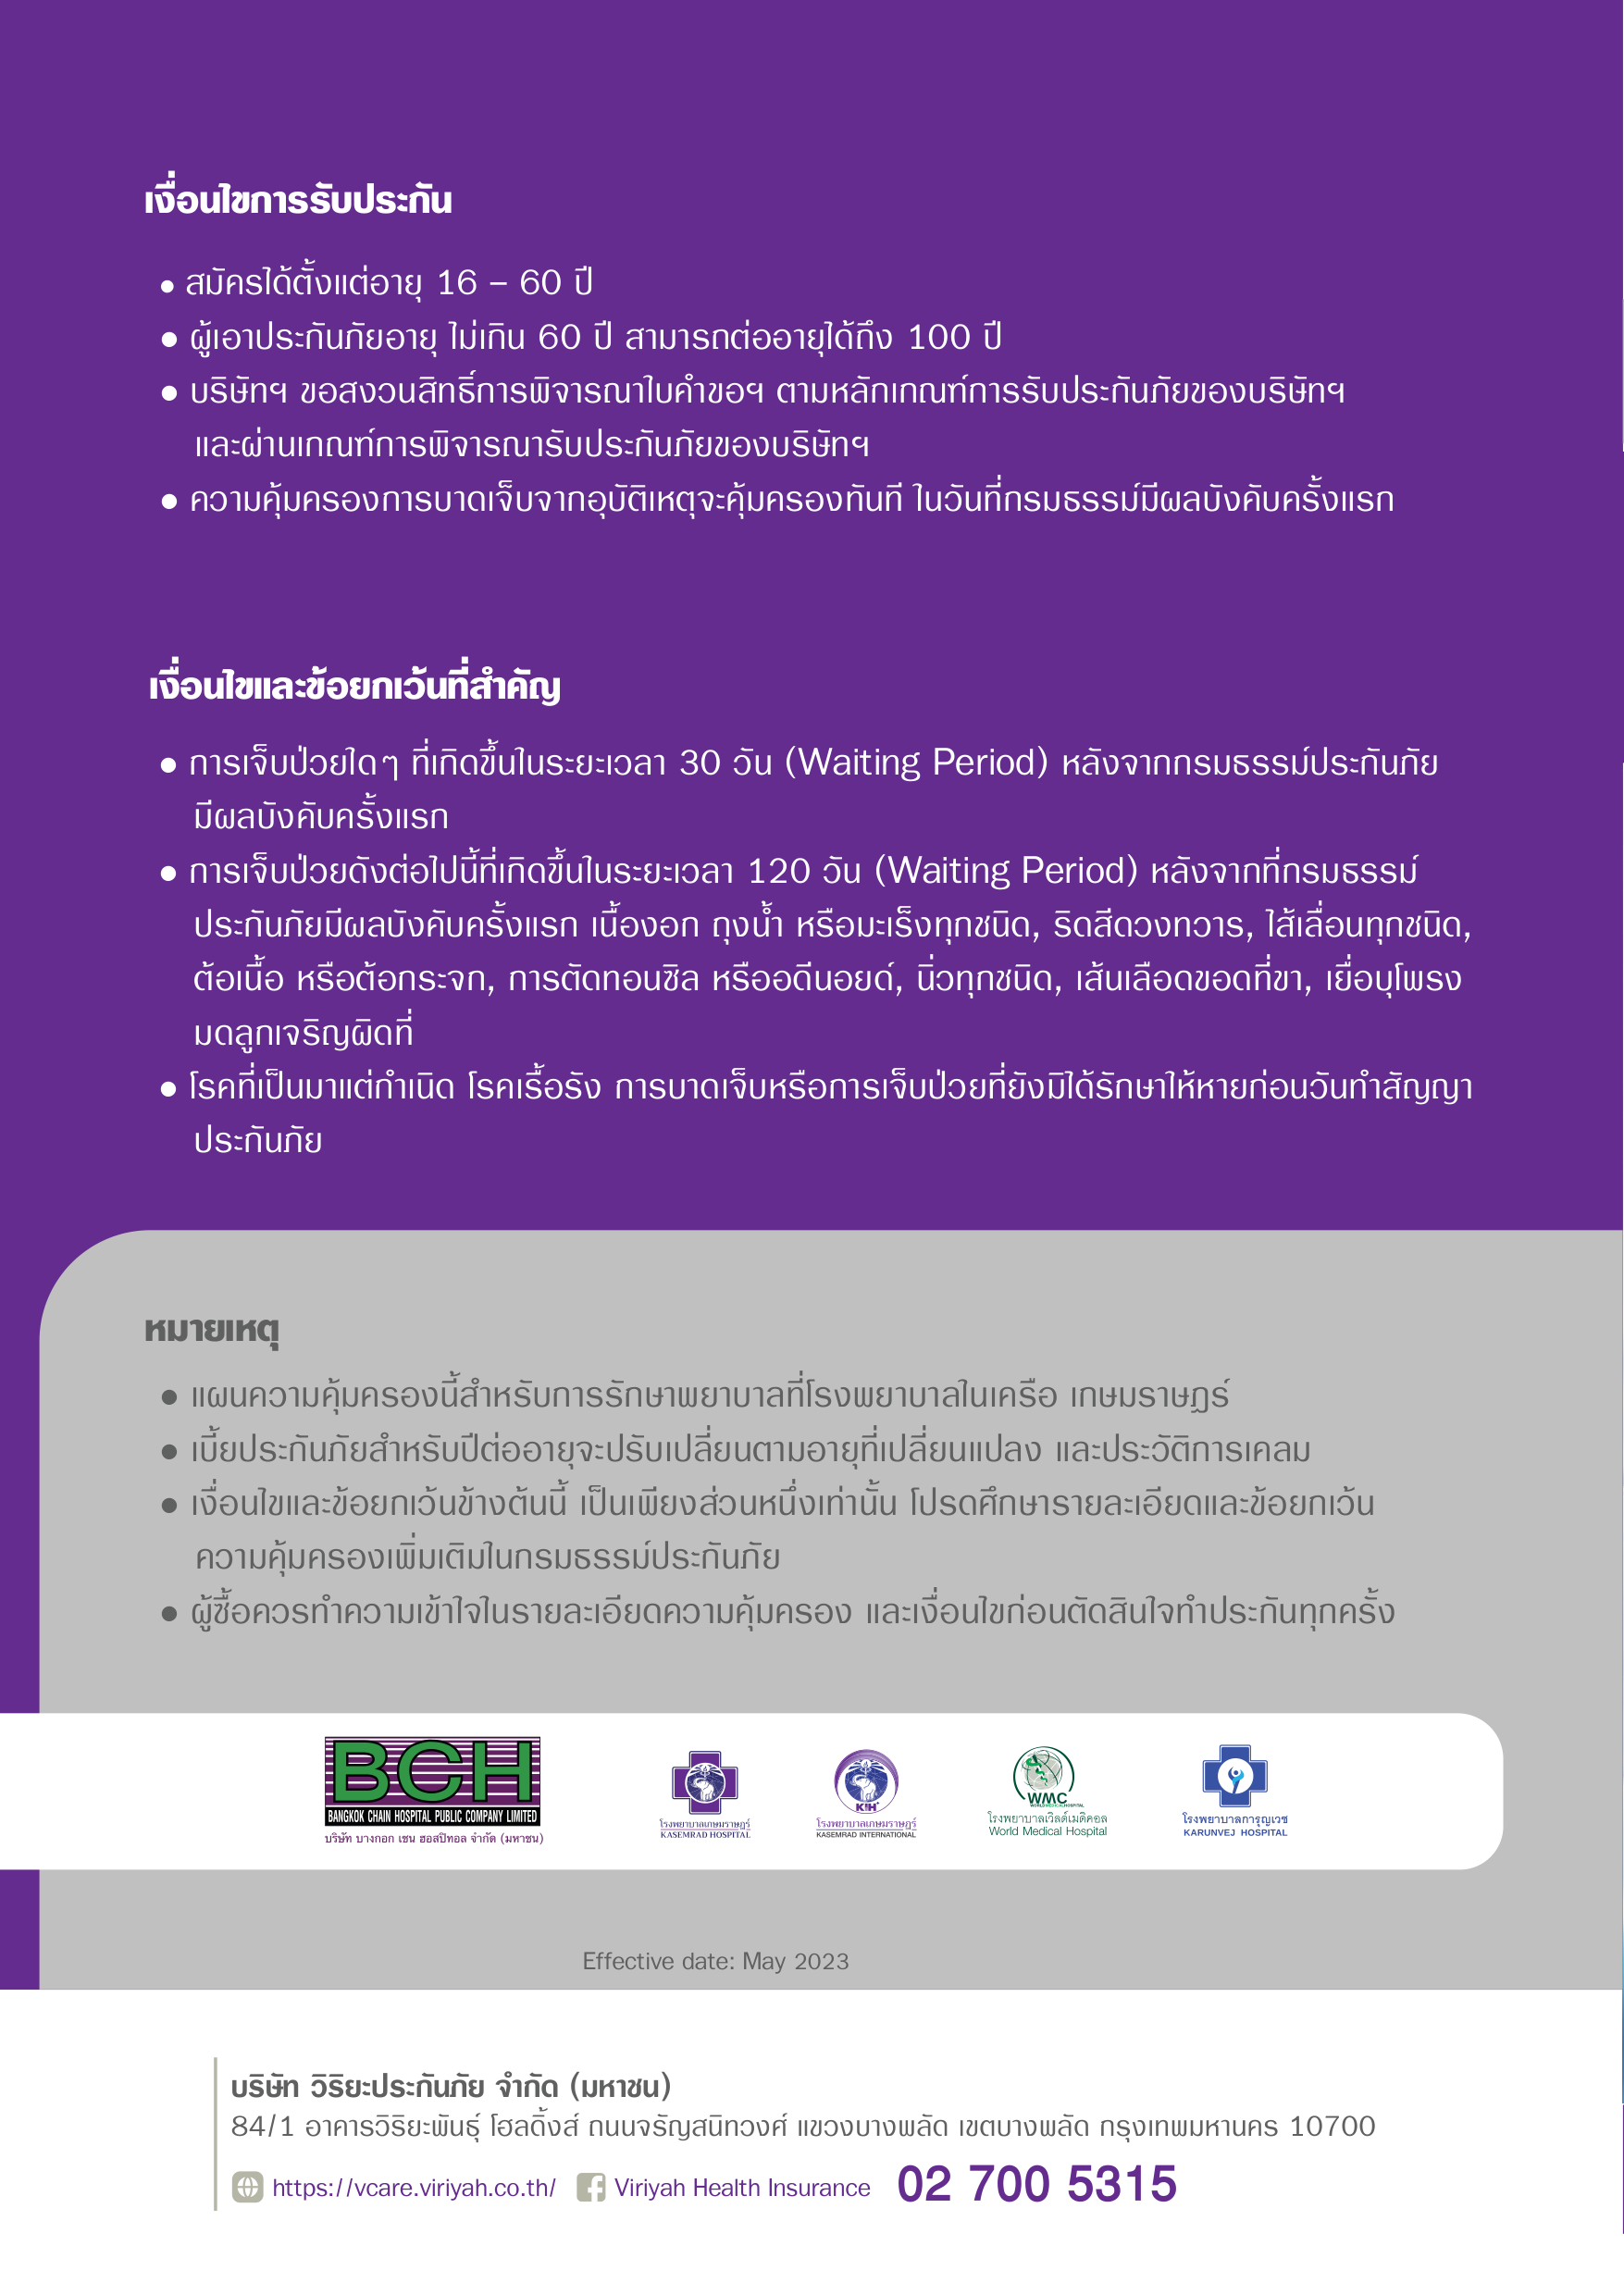 เงื่อนไขการรับประกัน
● สมัครได้ตั้งแต่อายุ 16 – 60 ปี
● ผู้เอาประกันภัยอายุ ไม่เกิน 60 ปี สามารถต่ออายุได้ถึง 100 ปี
● บริษัทฯ ขอสงวนสิทธิ์การพิจารณาใบคำขอฯ ตามหลักเกณฑ์การรับประกันภัยของบริษัทฯ
และผ่านเกณฑ์การพิจารณารับประกันภัยของบริษัทฯ
● ความคุ้มครองการบาดเจ็บจากอุบัติเหตุจะคุ้มครองทันที ในวันที่กรมธรรม์มีผลบังคับครั้งแรก
เงื่อนไขและข้อยกเว้นที่สำคัญ
● การเจ็บป่วยใดๆ ที่เกิดขึ้นในระยะเวลา 30 วัน (Waiting Period) หลังจากกรมธรรม์ประกันภัย
มีผลบังคับครั้งแรก
● การเจ็บป่วยดังต่อไปนี้ที่เกิดขึ้นในระยะเวลา 120 วัน (Waiting Period) หลังจากที่กรมธรรม์
ประกันภัยมีผลบังคับครั้งแรก เนื้องอก ถุงน้ำ หรือมะเร็งทุกชนิด, ริดสีดวงทวาร, ไส้เลื่อนทุกชนิด,
ต้อเนื้อ หรือต้อกระจก, การตัดทอนซิล หรืออดีนอยด์, นิ่วทุกชนิด, เส้นเลือดขอดที่ขา, เยื่อบุโพรง
มดลูกเจริญผิดที่
● โรคที่เป็นมาแต่กำเนิด โรคเรื้อรัง การบาดเจ็บหรือการเจ็บป่วยที่ยังมิได้รักษาให้หายก่อนวันทำสัญญา
ประกันภัย
หมายเหตุ
● แผนความคุ้มครองนี้สำหรับการรักษาพยาบาลที่โรงพยาบาลในเครือ เกษมราษฎร์
● เบี้ยประกันภัยสำหรับปีต่ออายุจะปรับเปลี่ยนตามอายุที่เปลี่ยนแปลง และประวัติการเคลม
● เงื่อนไขและข้อยกเว้นข้างต้นนี้ เป็นเพียงส่วนหนึ่งเท่านั้น โปรดศึกษารายละเอียดและข้อยกเว้น
ความคุ้มครองเพิ่มเติมในกรมธรรม์ประกันภัย
● ผู้ซื้อควรทำความเข้าใจในรายละเอียดความคุ้มครอง และเงื่อนไขก่อนตัดสินใจทำประกันทุกครั้ง
BCH
BANGKOK CHAIN HOSPITAL PUBLIC COMPANY LIMITED
บริษัท บางกอก เชน ฮอสปิทอล จำกัด (มหาชน)
โรงพยาบาลเกษมราษฎร์
KASEMRAD HOSPITAL
KIH
โรงพยาบาลเกษมราษฎร์
KASEMRAD INTERNATIONAL
WMC
WORLD MEDICAL HOSPITAL
โรงพยาบาลเวิลด์เมดิคอล
World Medical Hospital
โรงพยาบาลการุญเวช
KARUNVEJ HOSPITAL
Effective date: May 2023
บริษัท วิริยะประกันภัย จำกัด (มหาชน)
84/1 อาคารวิริยะพันธุ์ โฮลดิ้งส์ ถนนจรัญสนิทวงศ์ แขวงบางพลัด เขตบางพลัด กรุงเทพมหานคร 10700
https://vcare.viriyah.co.th/ Viriyah Health Insurance 02 700 5315